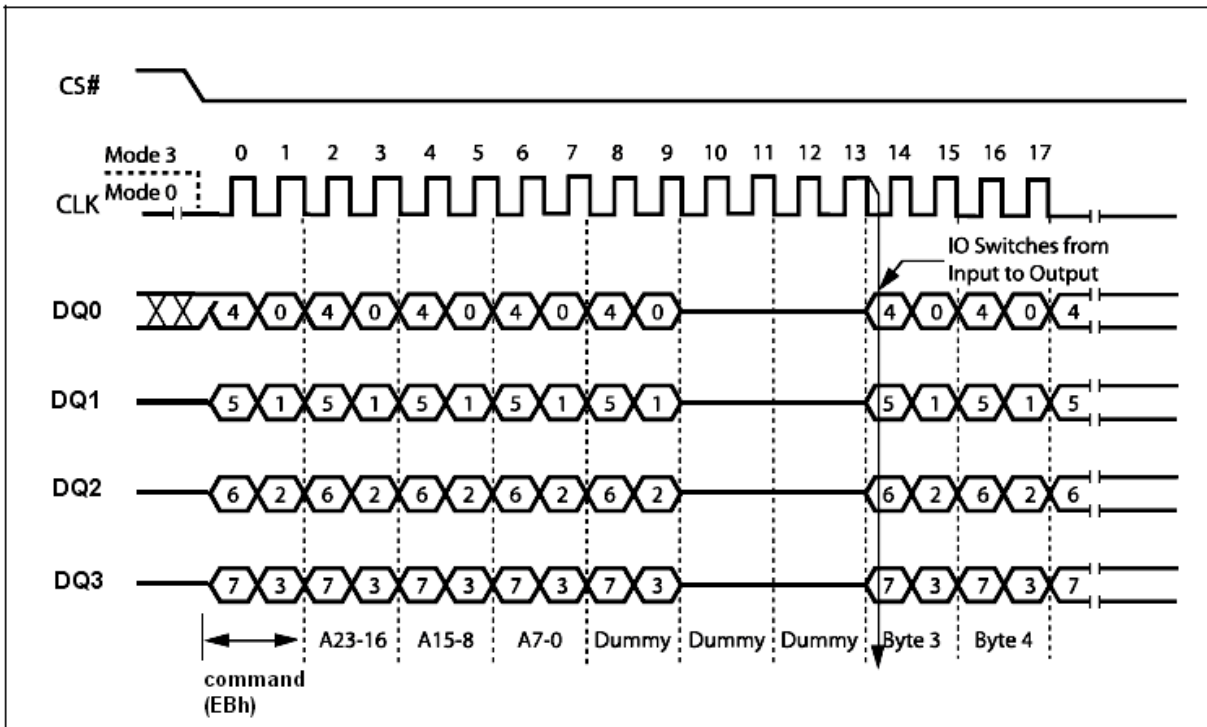 CS#
Mode 3
Mode 0
0 1 2 3 4 5 6 7 8 9 10 11 12 13 14 15 16 17
CLK
IO Switches from
Input to Output
DQ0 4 0 4 0 4 0 4 0 4 0 4 0 4 0 4
DQ1 5 1 5 1 5 1 5 1 5 1 5 1 5 1 5
DQ2 6 2 6 2 6 2 6 2 6 2 6 2 6 2 6
DQ3 7 3 7 3 7 3 7 3 7 3 7 3 7 3 7
A23-16 A15-8 A7-0 Dummy Dummy Dummy Byte 3 Byte 4
command
(EBh)